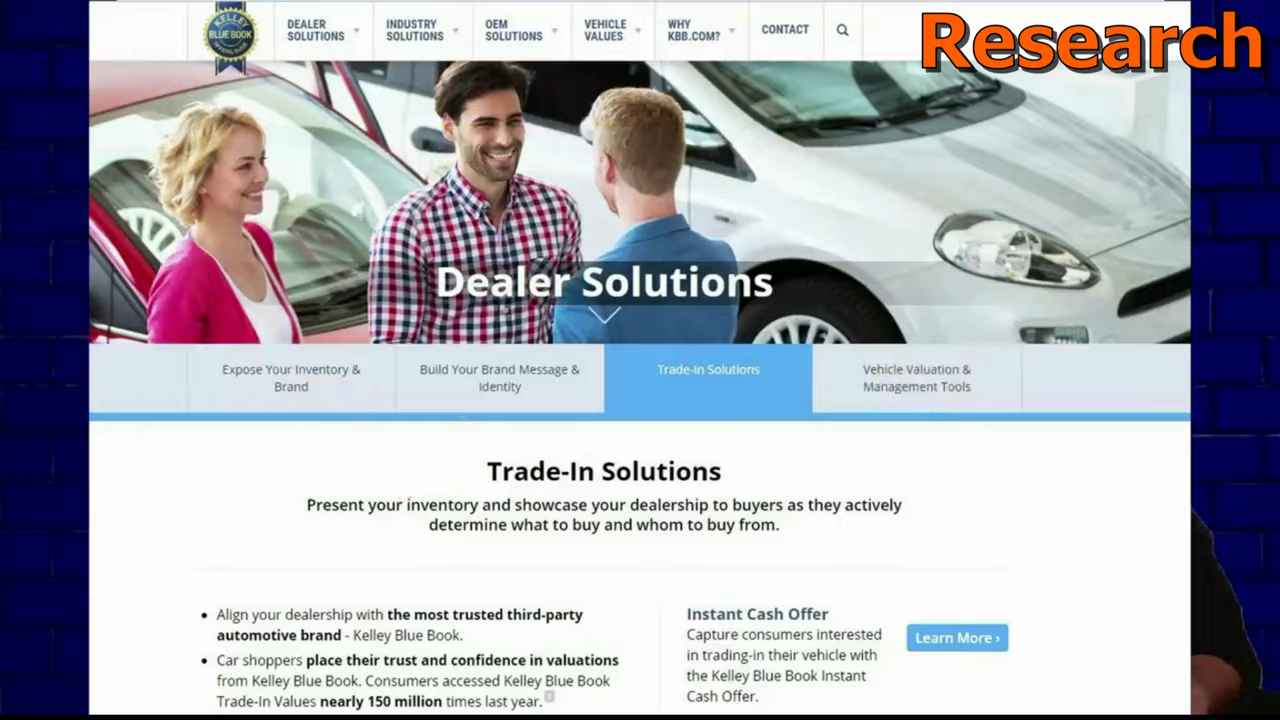 Research
KELLEY
BLUE BOOK
DEALER
SOLUTIONS
INDUSTRY
SOLUTIONS
OEM
SOLUTIONS
VEHICLE
VALUES
WHY
KBB.COM?
CONTACT
Dealer Solutions
Expose Your Inventory &
Brand
Build Your Brand Message &
Identity
Trade-In Solutions
Vehicle Valuation &
Management Tools
Trade-In Solutions
Present your inventory and showcase your dealership to buyers as they actively
determine what to buy and whom to buy from.
• Align your dealership with the most trusted third-party
automotive brand - Kelley Blue Book.
• Car shoppers place their trust and confidence in valuations
from Kelley Blue Book. Consumers accessed Kelley Blue Book
Trade-In Values nearly 150 million times last year.
Instant Cash Offer
Capture consumers interested
in trading-in their vehicle with
the Kelley Blue Book Instant
Cash Offer.
Learn More ›